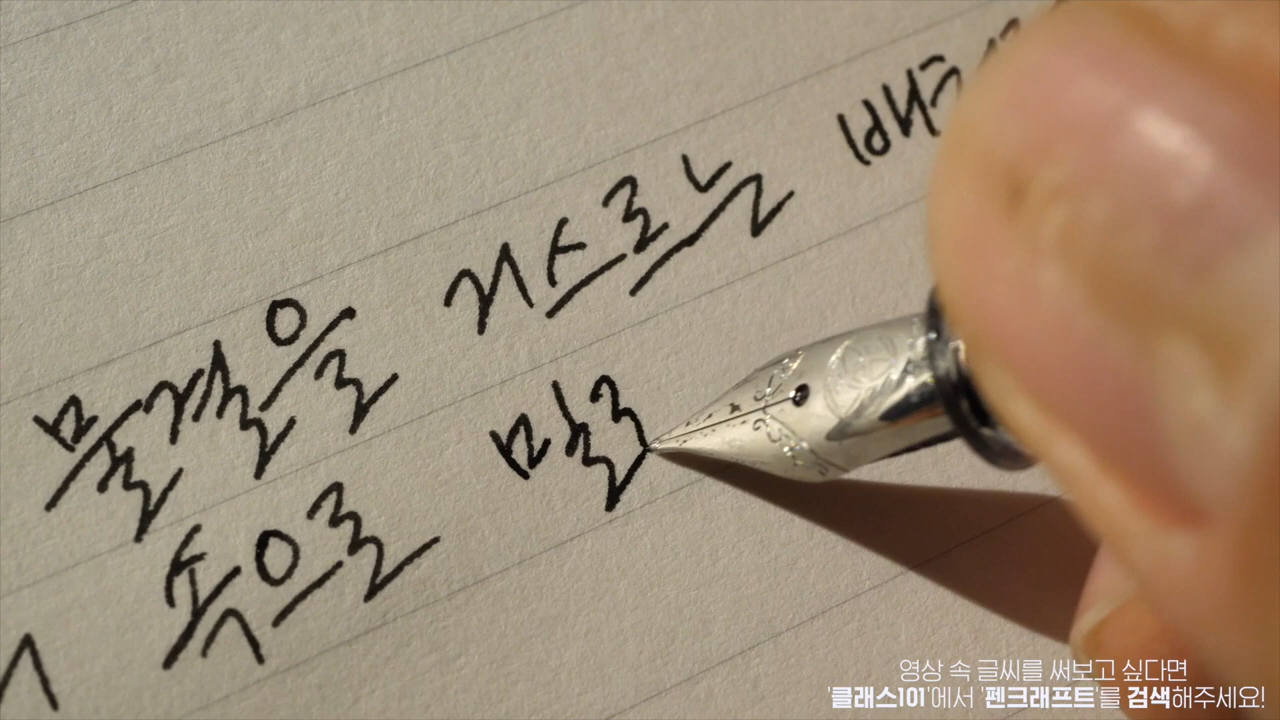 물결을 거스르는 배
속으로 밀
영상 속 글씨를 써보고 싶다면
'클래스101'에서 '펜크래프트'를 검색해주세요!